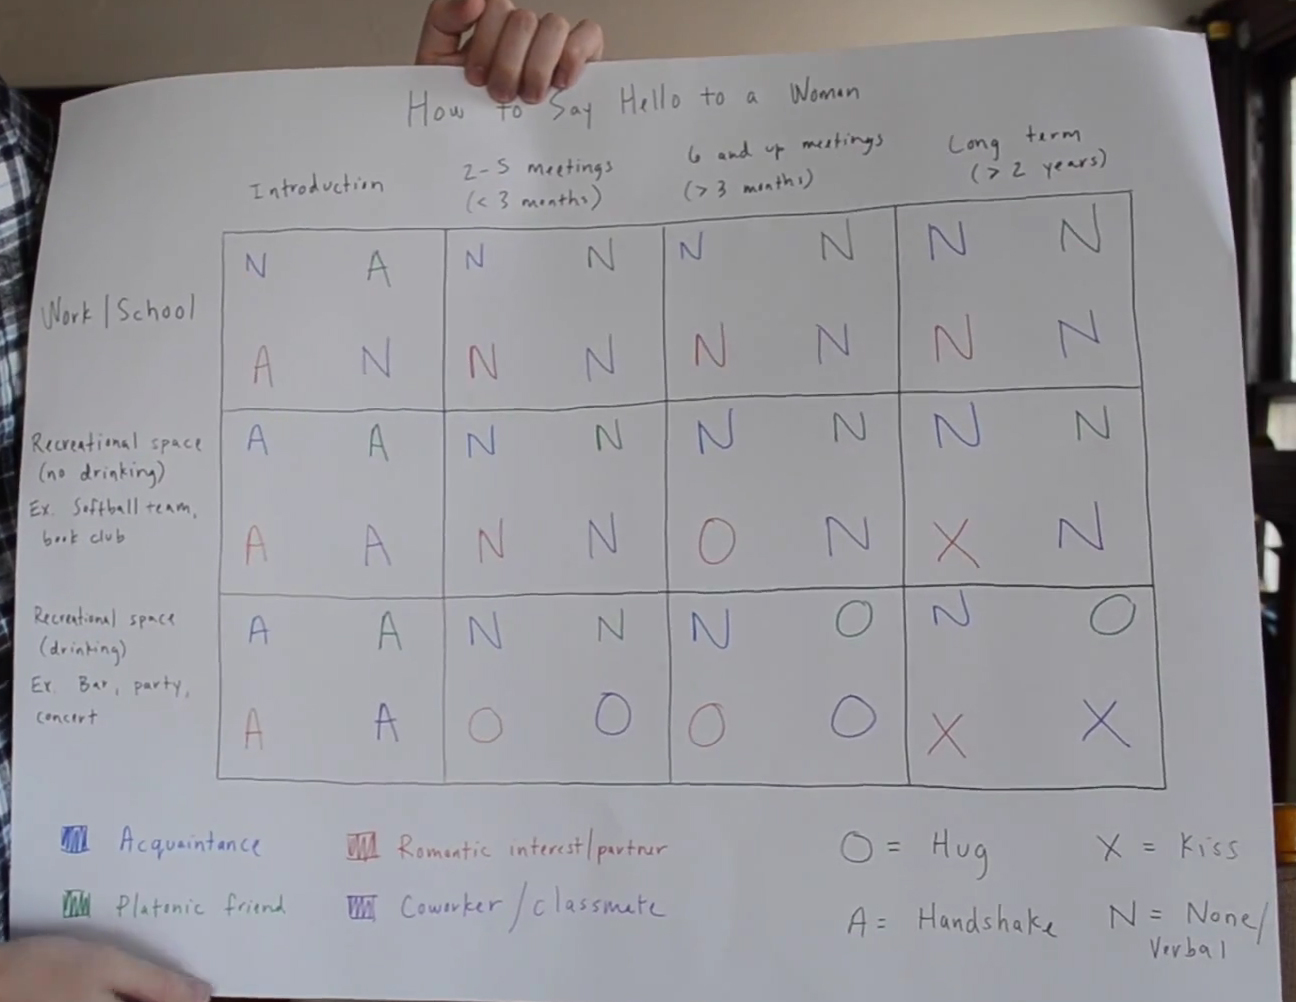 How to Say Hello to a Woman
Introduction
2-5 meetings
(< 3 months)
6 and up meetings
(> 3 months)
Long term
(> 2 years)
Work/School
N A N N N N N N
A N N N N N N N
Recreational space
(no drinking)
Ex. Softball team,
book club
A A N N N N N N
A A N N O N X N
Recreational space
(drinking)
Ex. Bar, party,
concert
A A N N N O N O
A A O O O O X X
Acquaintance
Romantic interest/partner
Platonic friend
Coworker/classmate
O = Hug
X = Kiss
A = Handshake
N = None/
Verbal